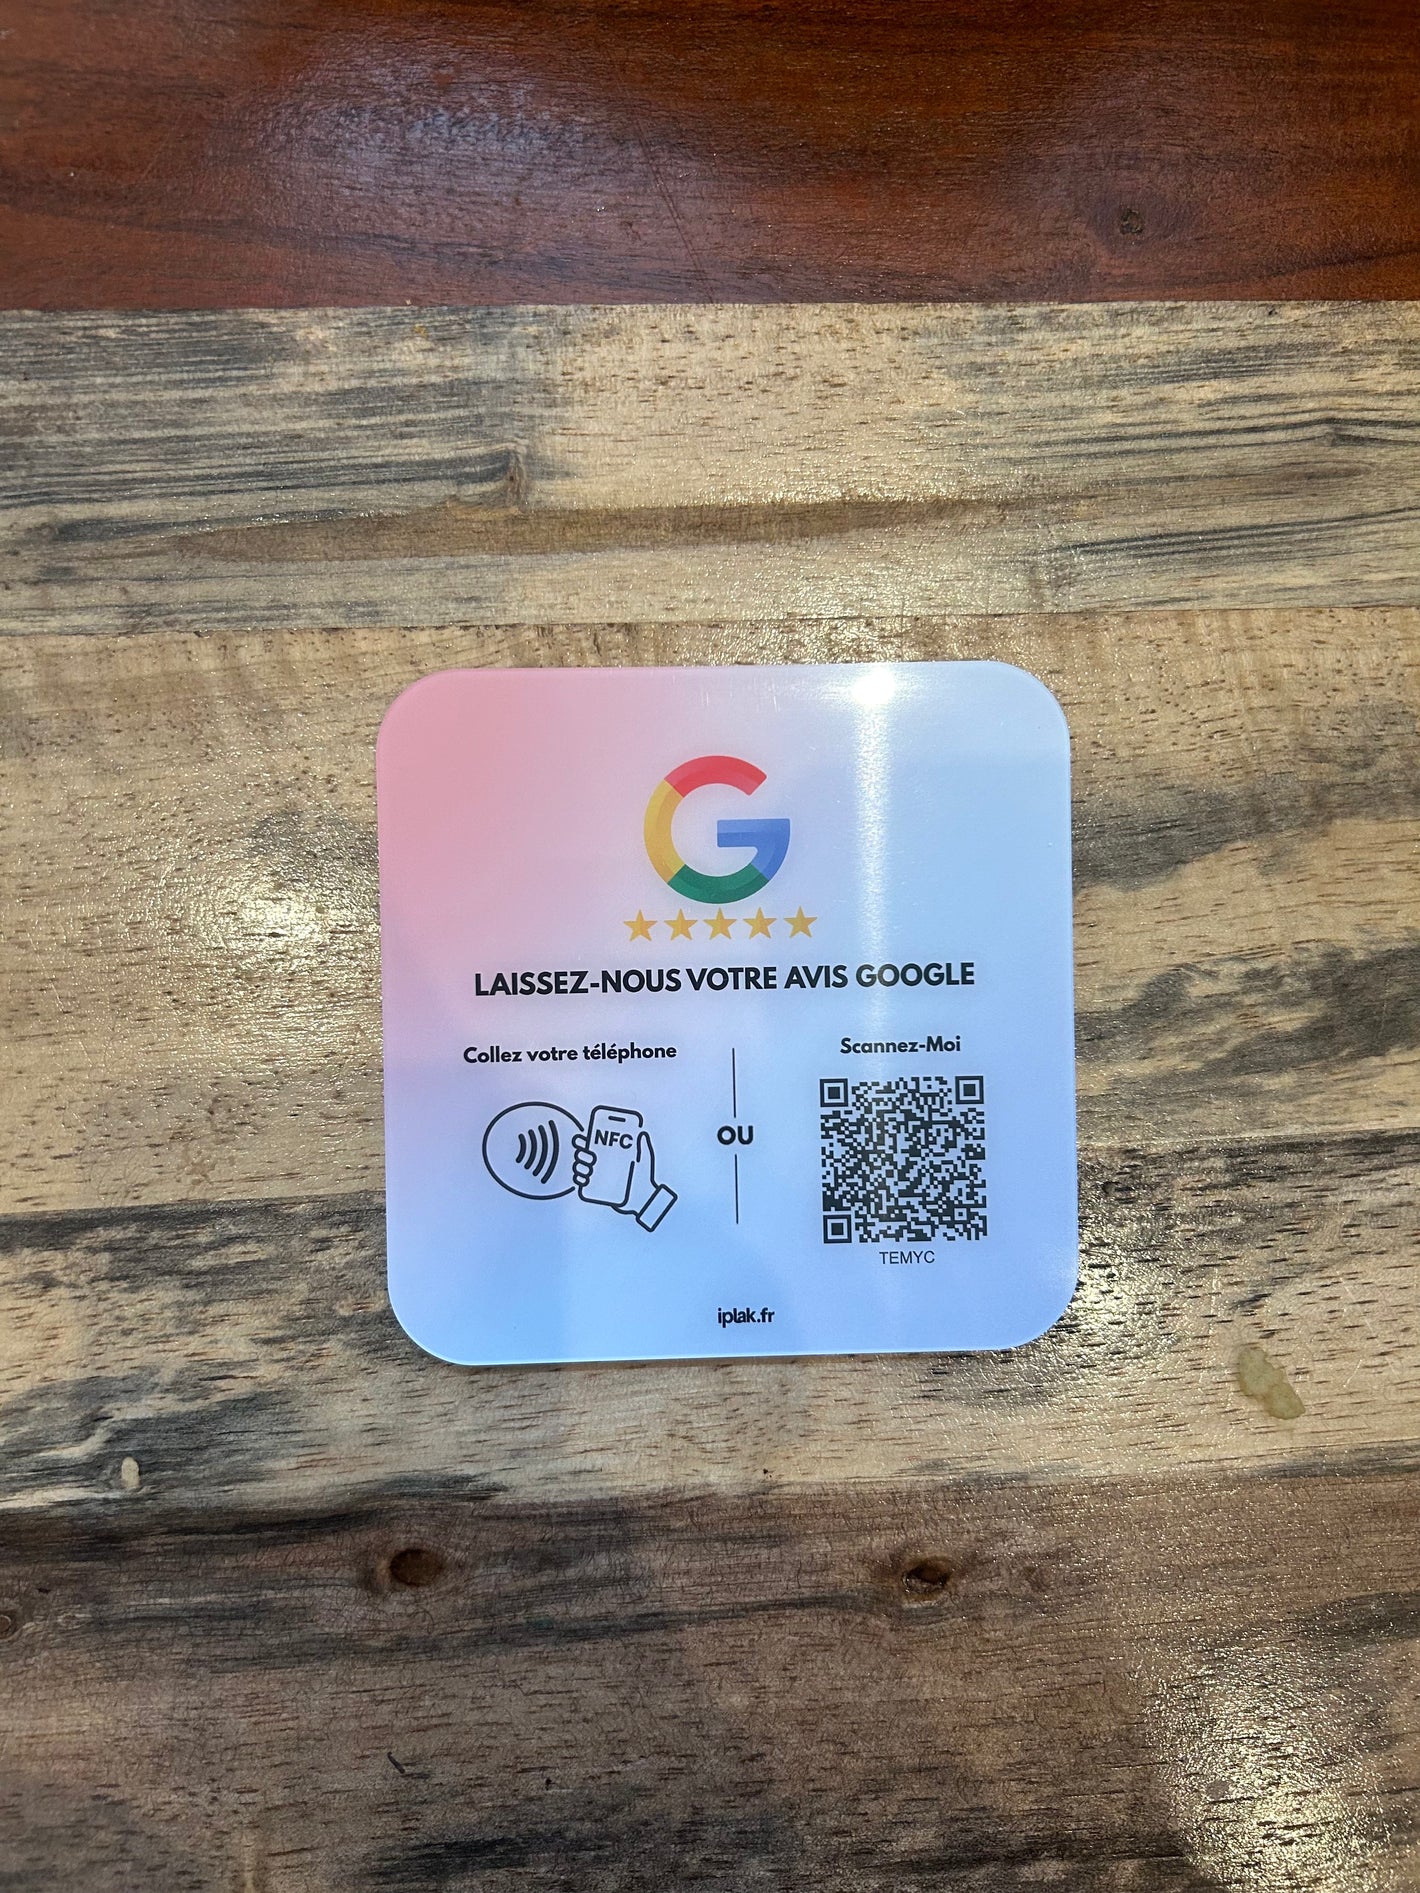 LAISSEZ-NOUS VOTRE AVIS GOOGLE
Collez votre téléphone
NFC
OU
Scannez-Moi
TEMYC
iplak.fr